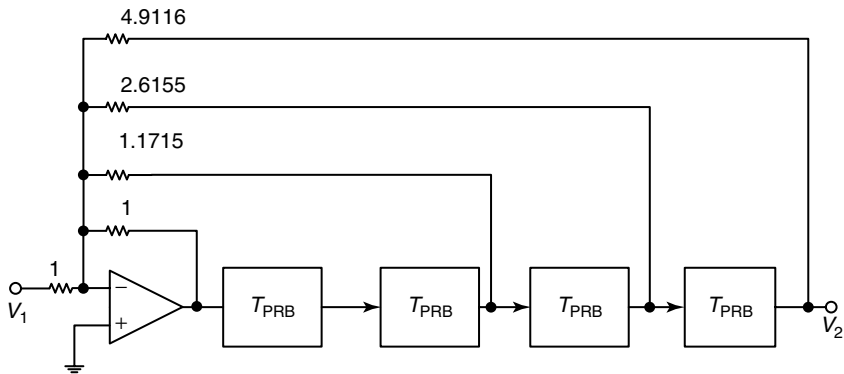 4.9116
2.6155
1.1715
1
1
V1
−
+
TPRB
TPRB
TPRB
TPRB
V2